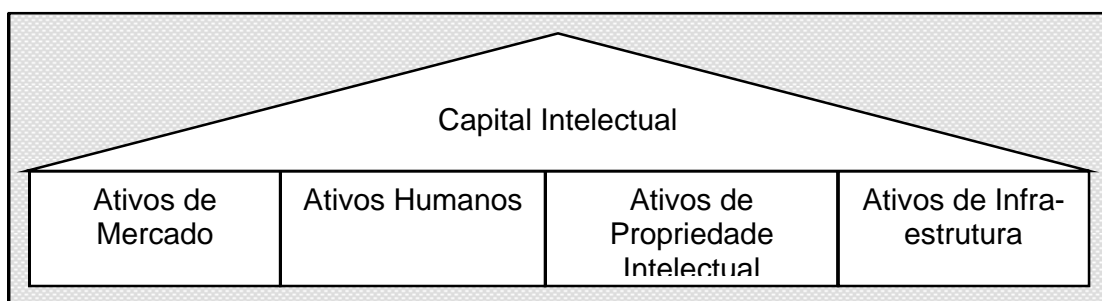 Capital Intelectual
Ativos de
Mercado
Ativos Humanos
Ativos de
Propriedade
Intelectual
Ativos de Infra-
estrutura